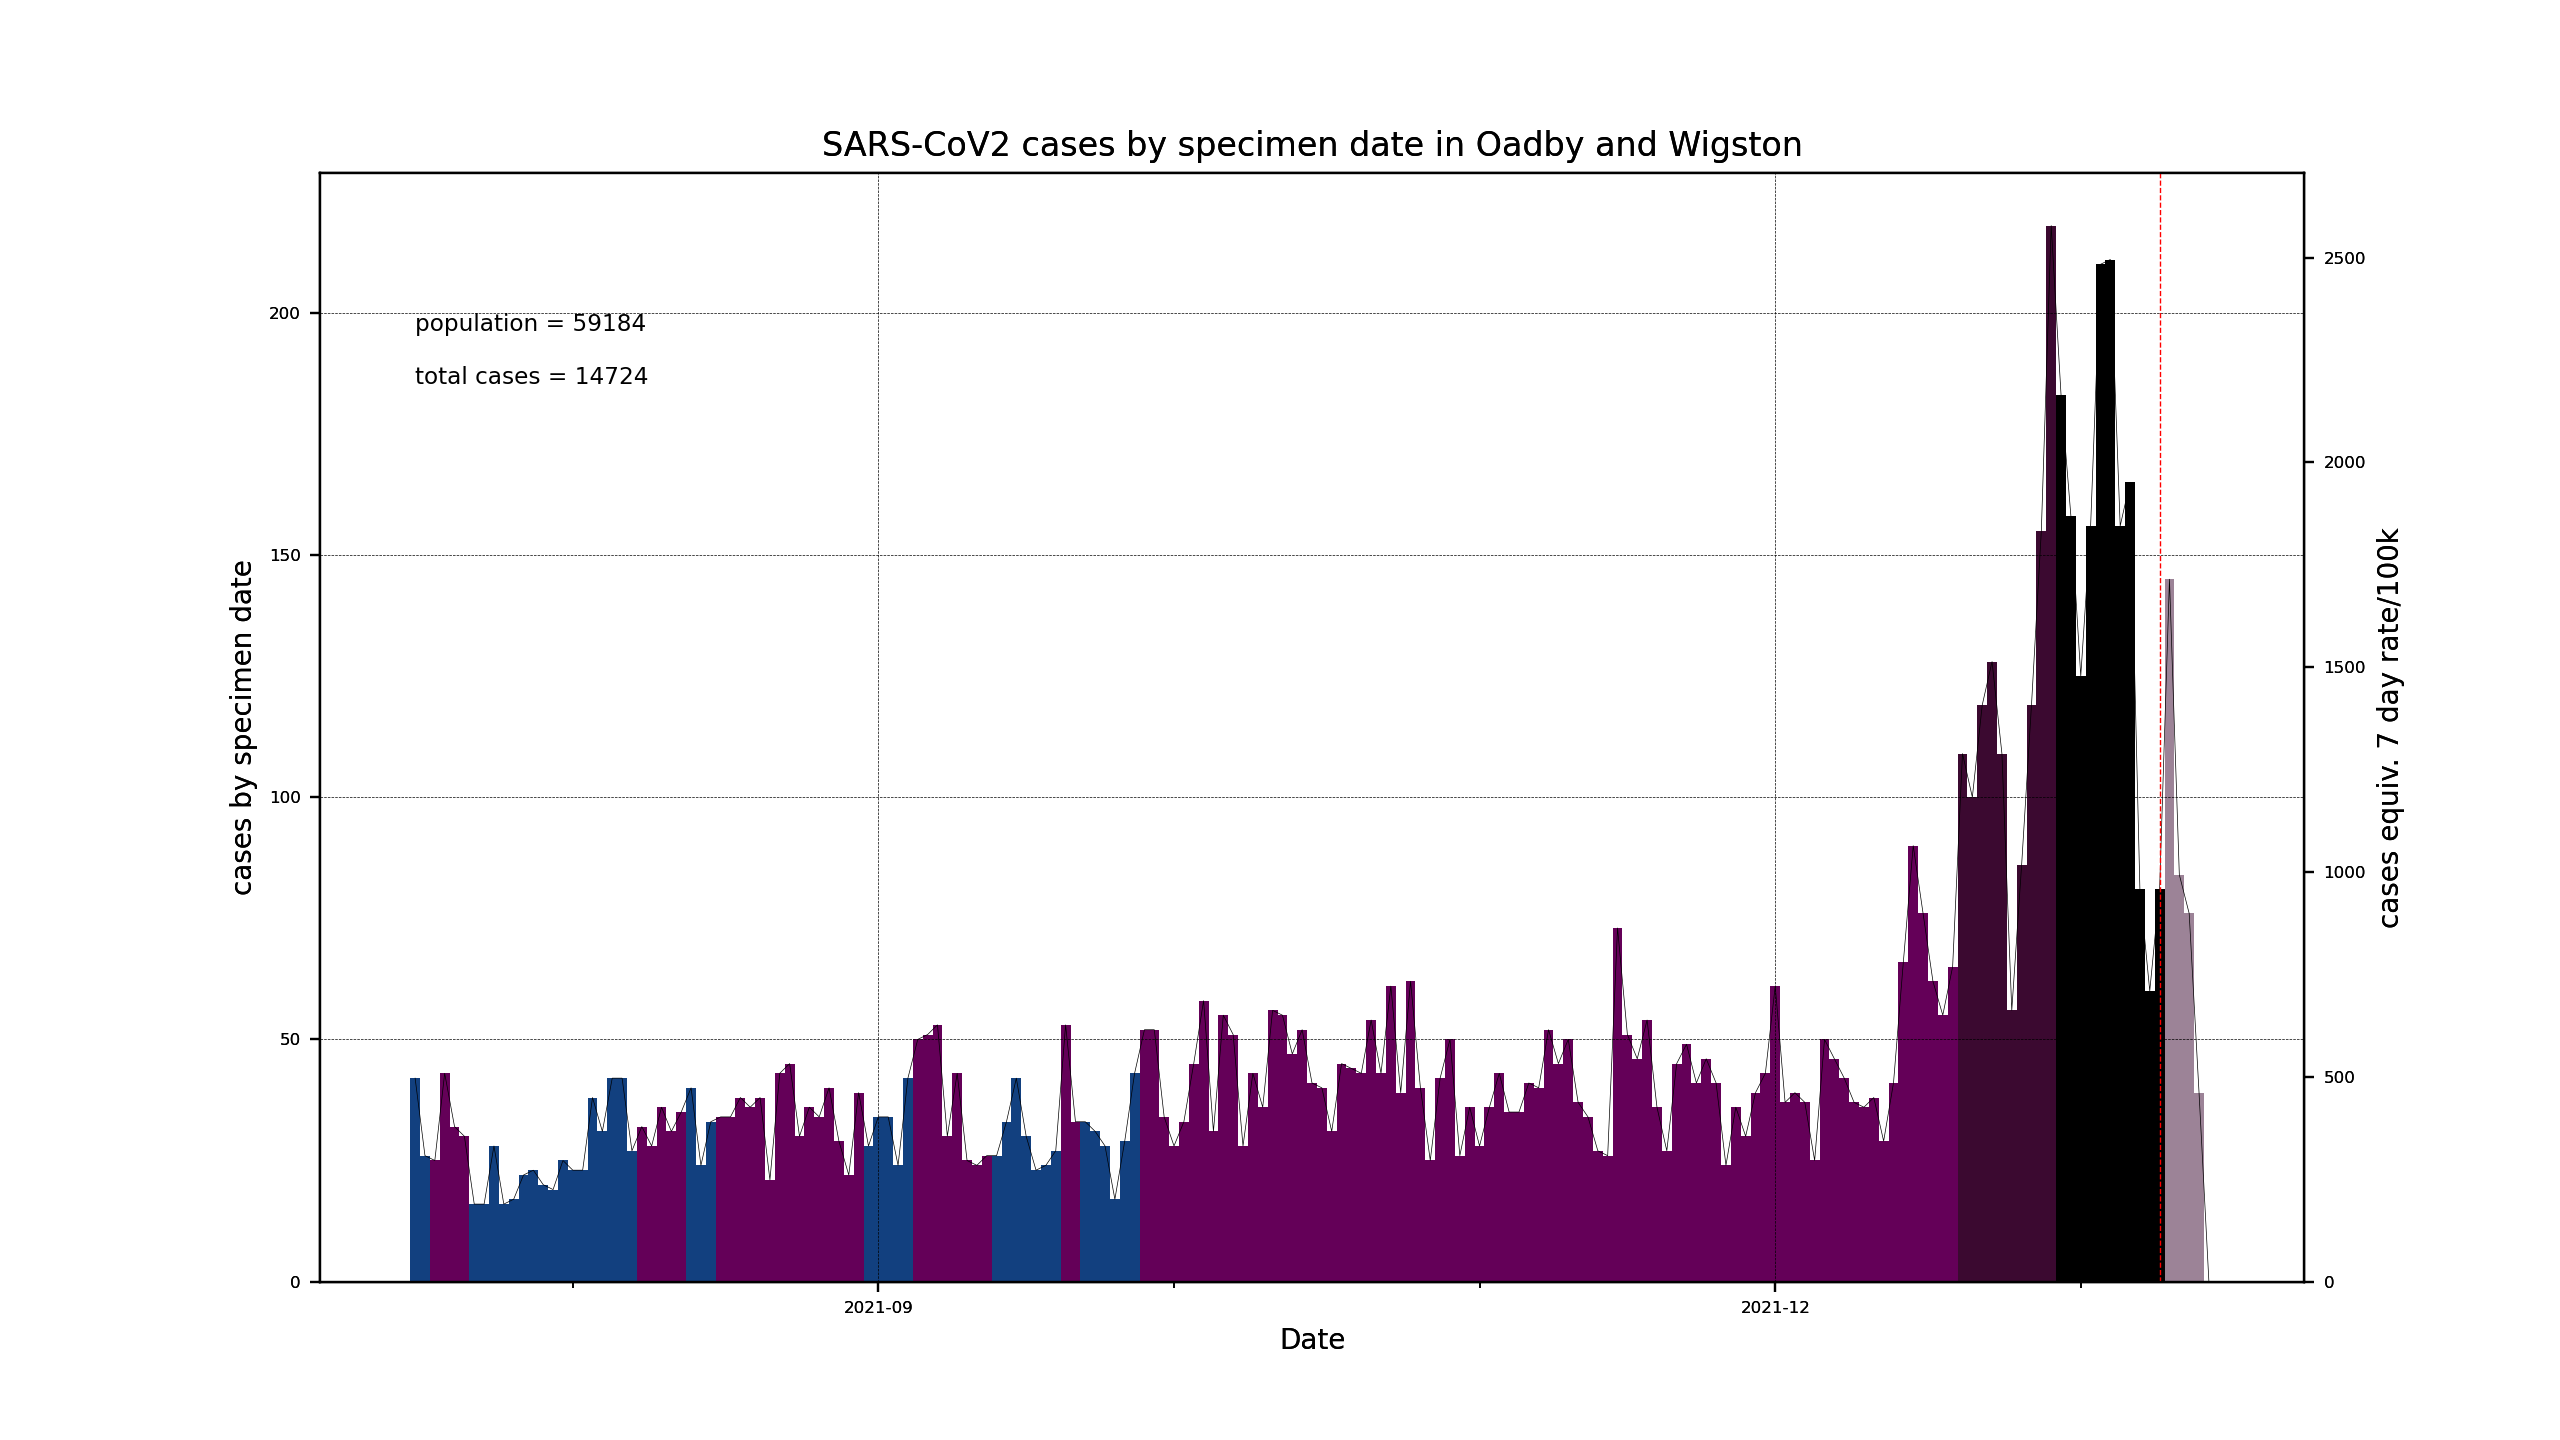 SARS-CoV2 cases by specimen date in Oadby and Wigston
population = 59184
total cases = 14724
cases by specimen date
200
150
100
50
0
2500
2000
1500
1000
500
0
cases equiv. 7 day rate/100k
2021-09
2021-12
Date